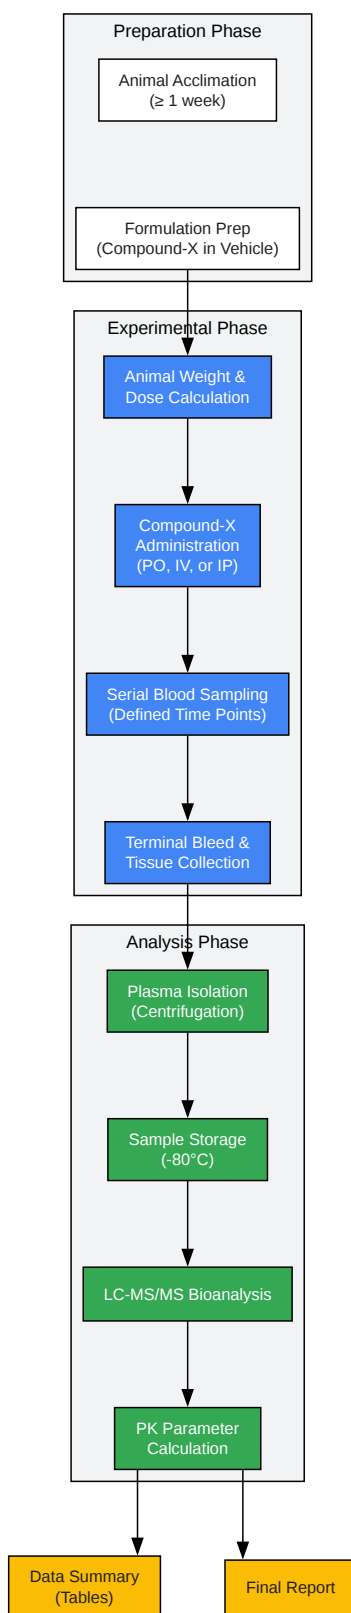 Preparation Phase
Animal Acclimation
(≥ 1 week)
Formulation Prep
(Compound-X in Vehicle)
Experimental Phase
Animal Weight &
Dose Calculation
Compound-X
Administration
(PO, IV, or IP)
Serial Blood Sampling
(Defined Time Points)
Terminal Bleed &
Tissue Collection
Analysis Phase
Plasma Isolation
(Centrifugation)
Sample Storage
(-80°C)
LC-MS/MS Bioanalysis
PK Parameter
Calculation
Data Summary
(Tables)
Final Report